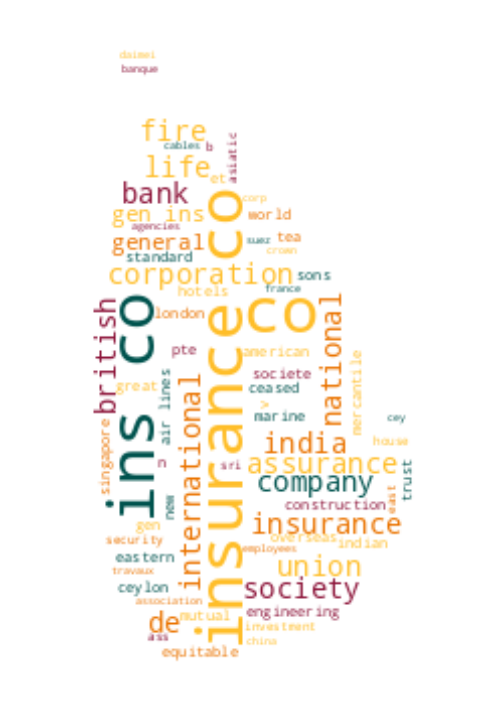 daimei
banque
fire
cables b
asiatic
life
et
bank
corp
gen ins
world
agencies
general
suez tea
crown
standard
corporation sons
hotels
france
london
co
ins co
insurance co
british
national
pte
american
societe
great
ceased
air lines
international
mercantile
>
marine
cey
singapore
india
house
n
sri
assurance
company
trust
new
construction
east
gen
insurance
security
overseas indian
employees
eastern
travaux
union
ceylon
society
association
de
mutual
engineering
ass
investment
china
equitable